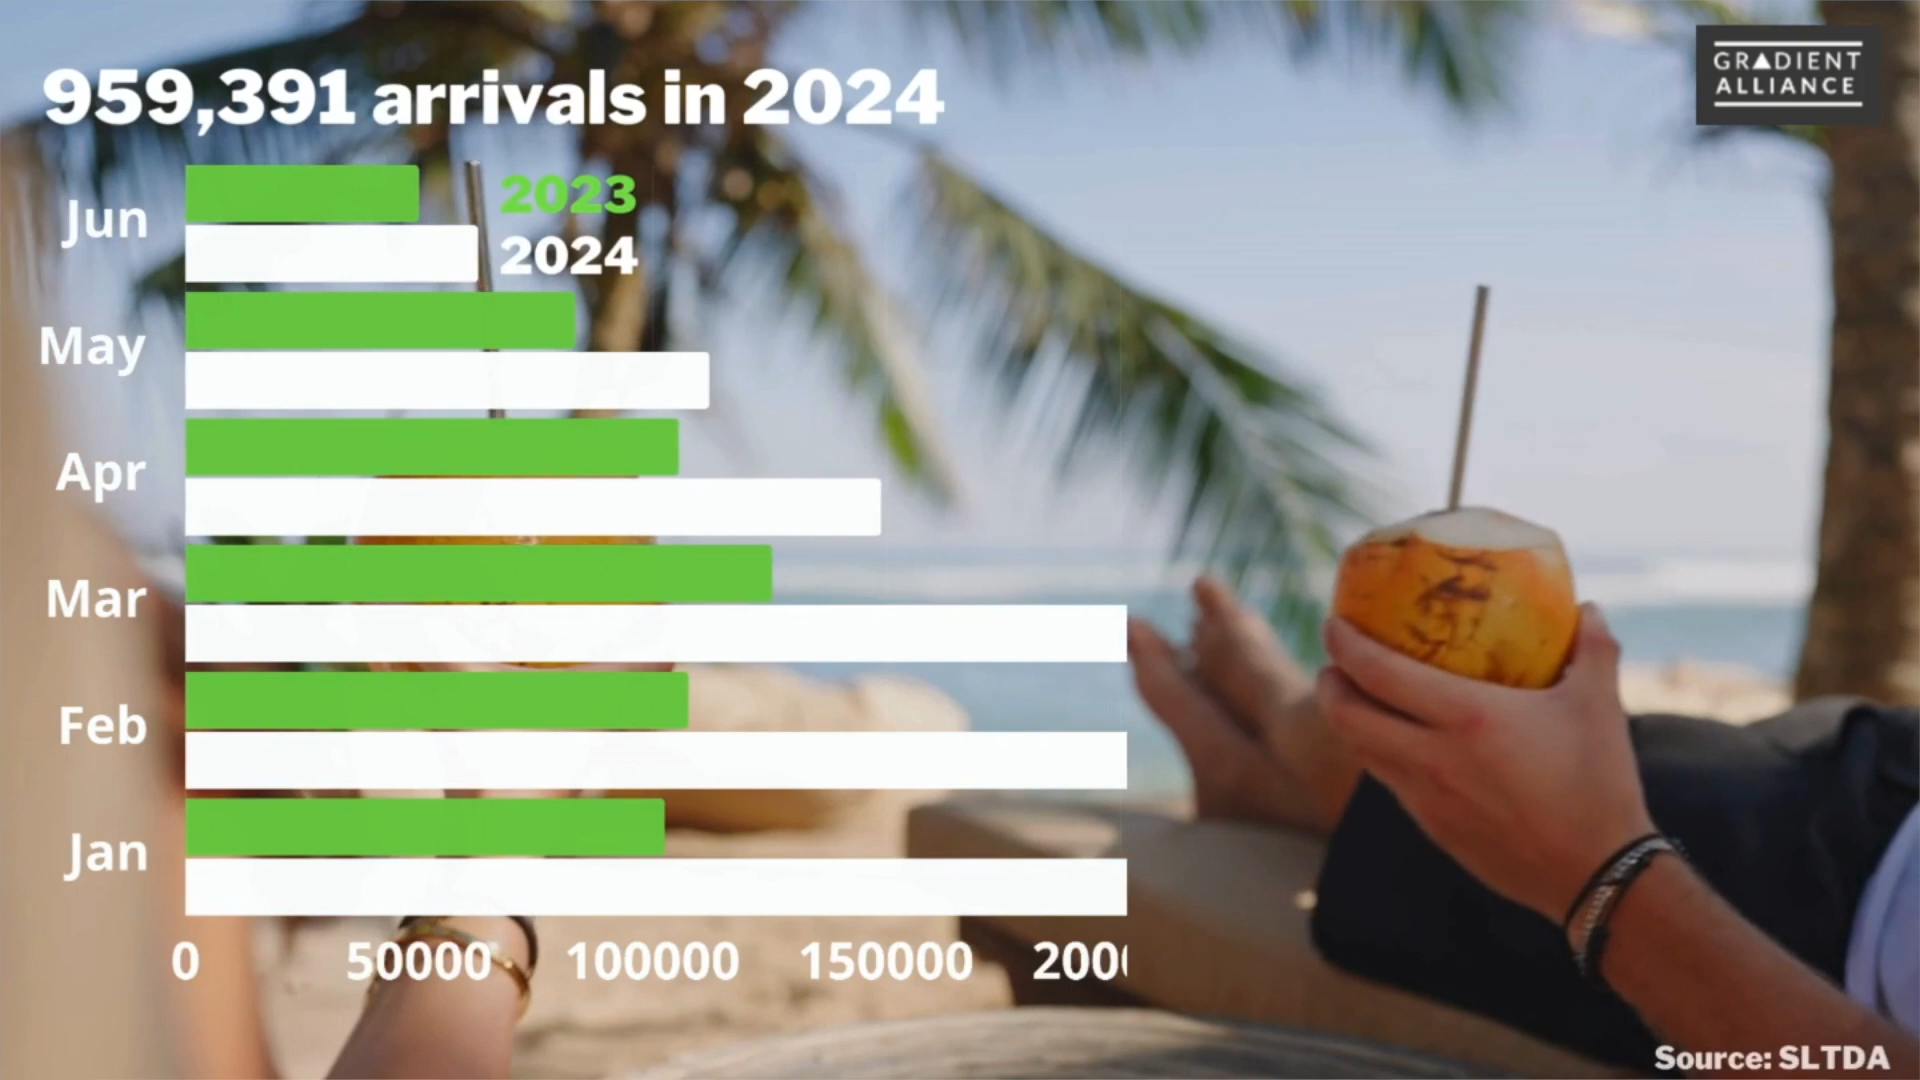 959,391 arrivals in 2024
GRADIENT
ALLIANCE
Jun
2023
2024
May
Apr
Mar
Feb
Jan
0 50000 100000 150000 200
Source: SLTDA